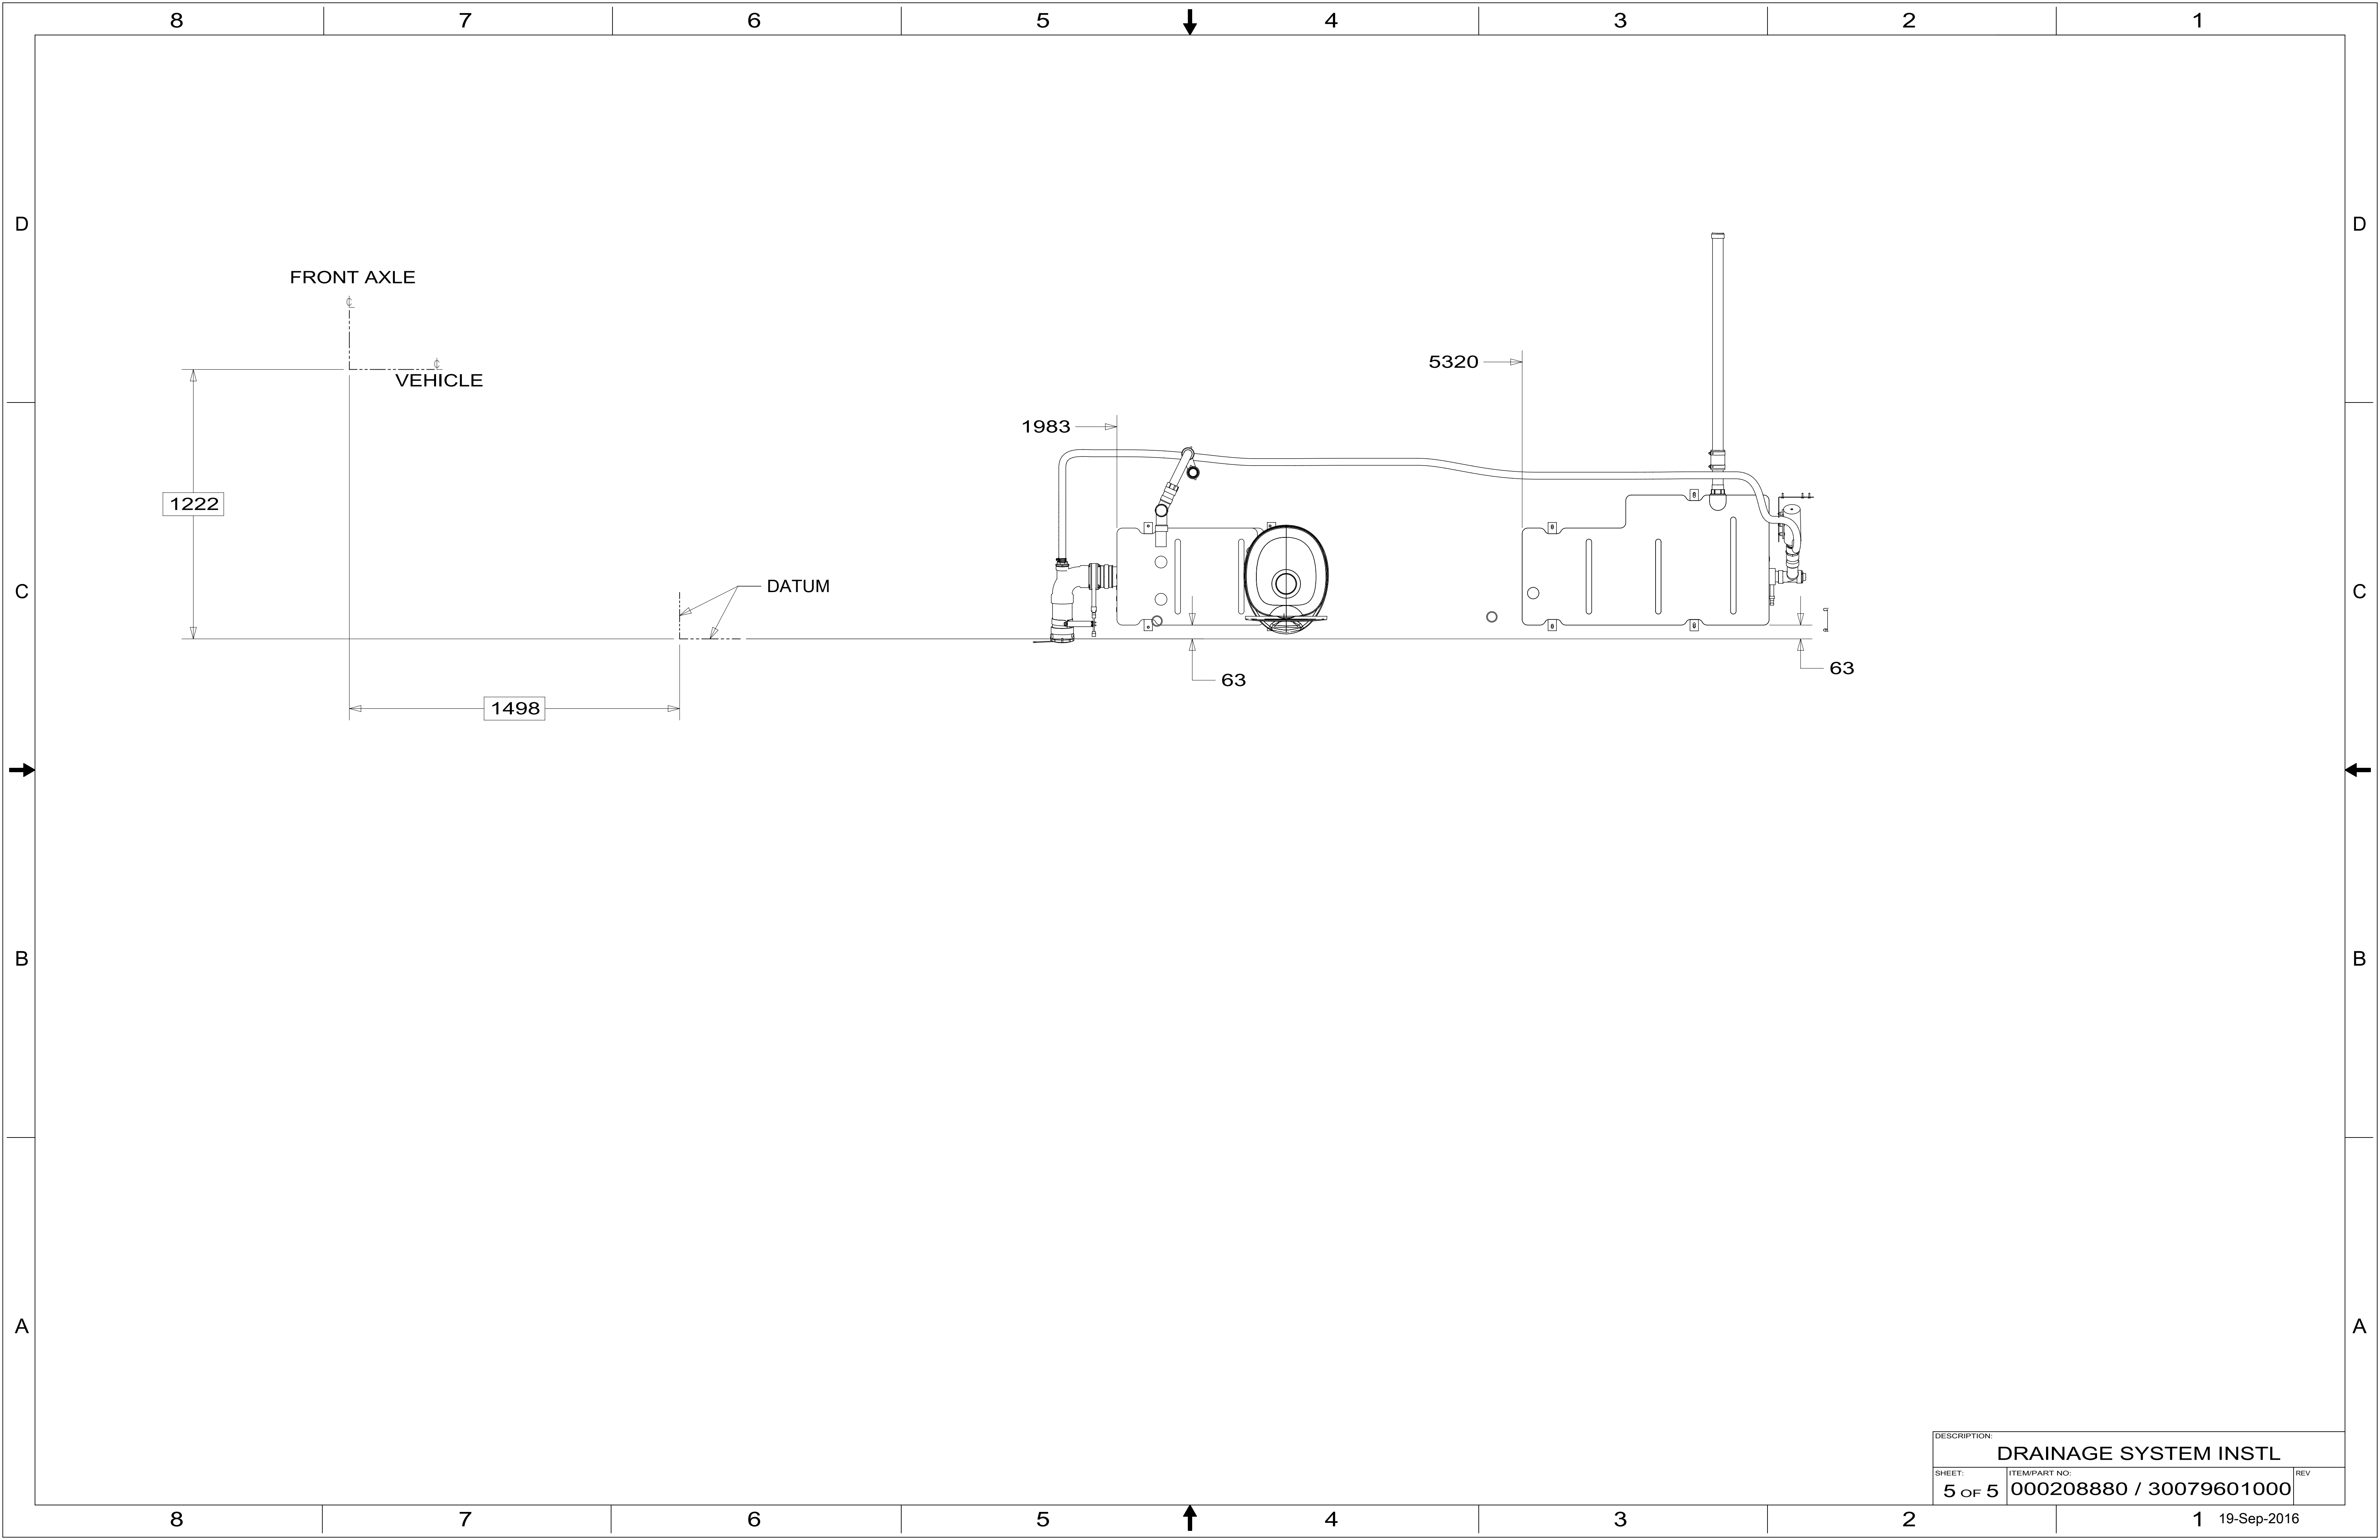 8 7 6 5 4 3 2 1
D D
FRONT AXLE
℄
℄
VEHICLE
5320
1983
1222
C DATUM C
63
63
1498
B B
A A
DESCRIPTION:
DRAINAGE SYSTEM INSTL
SHEET: ITEM/PART NO: REV
5 OF 5 000208880 / 30079601000
8 7 6 5 4 3 2 1 19-Sep-2016